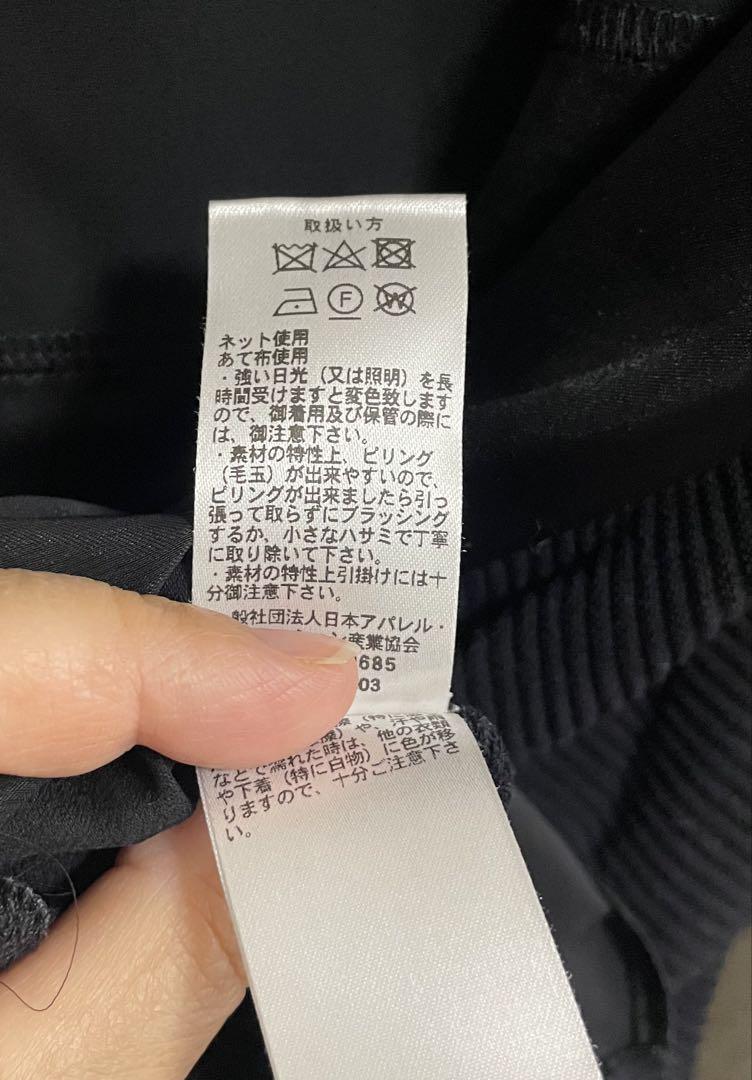 取扱い方
F W
ネット使用
あて布使用
・強い日光（又は照明）を長
時間受けますと変色致します
ので、御着用及び保管の際に
は、御注意下さい。
・素材の特性上、ピリング
（毛玉）が出来やすいので、
ピリングが出来ましたら引っ
張って取らずにブラッシング
するか、小さなハサミで丁寧
に取り除いて下さい。
・素材の特性上引掛けには十
分御注意下さい。
般社団法人日本アパレル・
ン産業協会
685
03
などで濡れた時は、他の衣類
や下着（特に白物）に色が移
りますので、十分ご注意下さ
い。